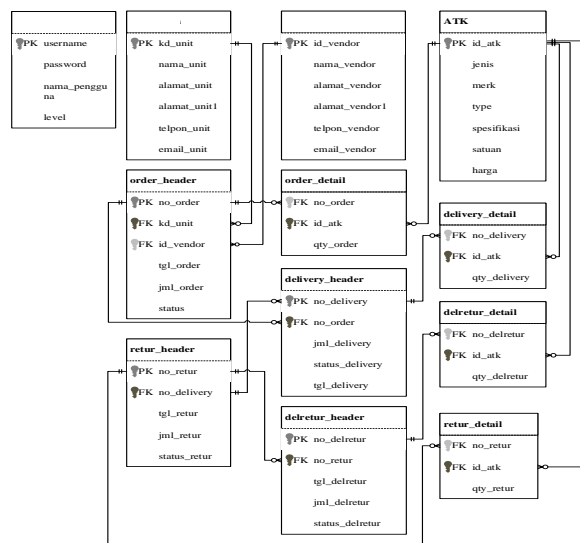 PK username
password
nama_penggu
na
level
PK kd_unit
nama_unit
alamat_unit
alamat_unit1
telpon_unit
email_unit
PK id_vendor
nama_vendor
alamat_vendor
alamat_vendor1
telpon_vendor
email_vendor
ATK
PK id_atk
jenis
merk
type
spesifikasi
satuan
harga
order_header
PK no_order
FK kd_unit
FK id_vendor
tgl_order
jml_order
status
order_detail
FK no_order
FK id_atk
qty_order
delivery_detail
FK no_delivery
FK id_atk
qty_delivery
delivery_header
PK no_delivery
FK no_order
jml_delivery
status_delivery
tgl_delivery
delretur_detail
FK no_delretur
FK id_atk
qty_delretur
retur_header
PK no_retur
FK no_delivery
tgl_retur
jml_retur
status_retur
delretur_header
PK no_delretur
FK no_retur
tgl_delretur
jml_delretur
status_delretur
retur_detail
FK no_retur
FK id_atk
qty_retur